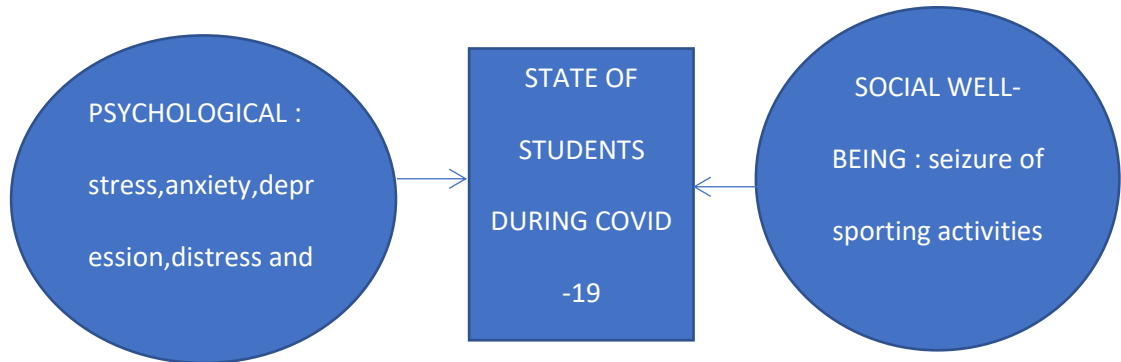 PSYCHOLOGICAL :
stress,anxiety,depr
ession,distress and
STATE OF
STUDENTS
DURING COVID
-19
SOCIAL WELL-
BEING : seizure of
sporting activities